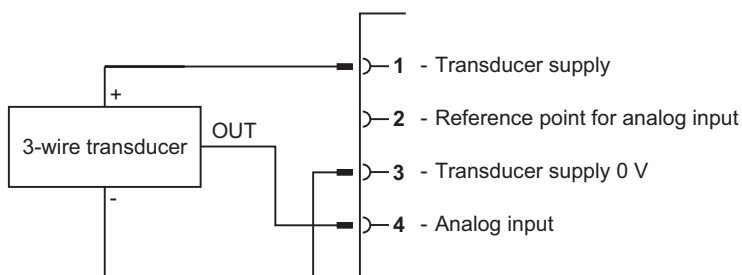 1 - Transducer supply
+
2 - Reference point for analog input
OUT
3-wire transducer
3 - Transducer supply 0 V
-
4 - Analog input